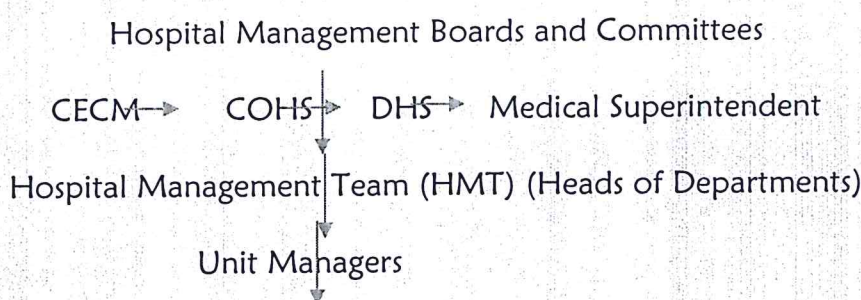 Hospital Management Boards and Committees
CECM → COHS → DHS → Medical Superintendent
Hospital Management Team (HMT) (Heads of Departments)
Unit Managers